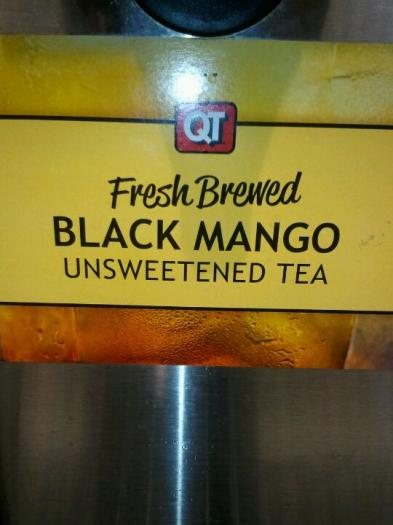 QT
Fresh Brewed
BLACK MANGO
UNSWEETENED TEA